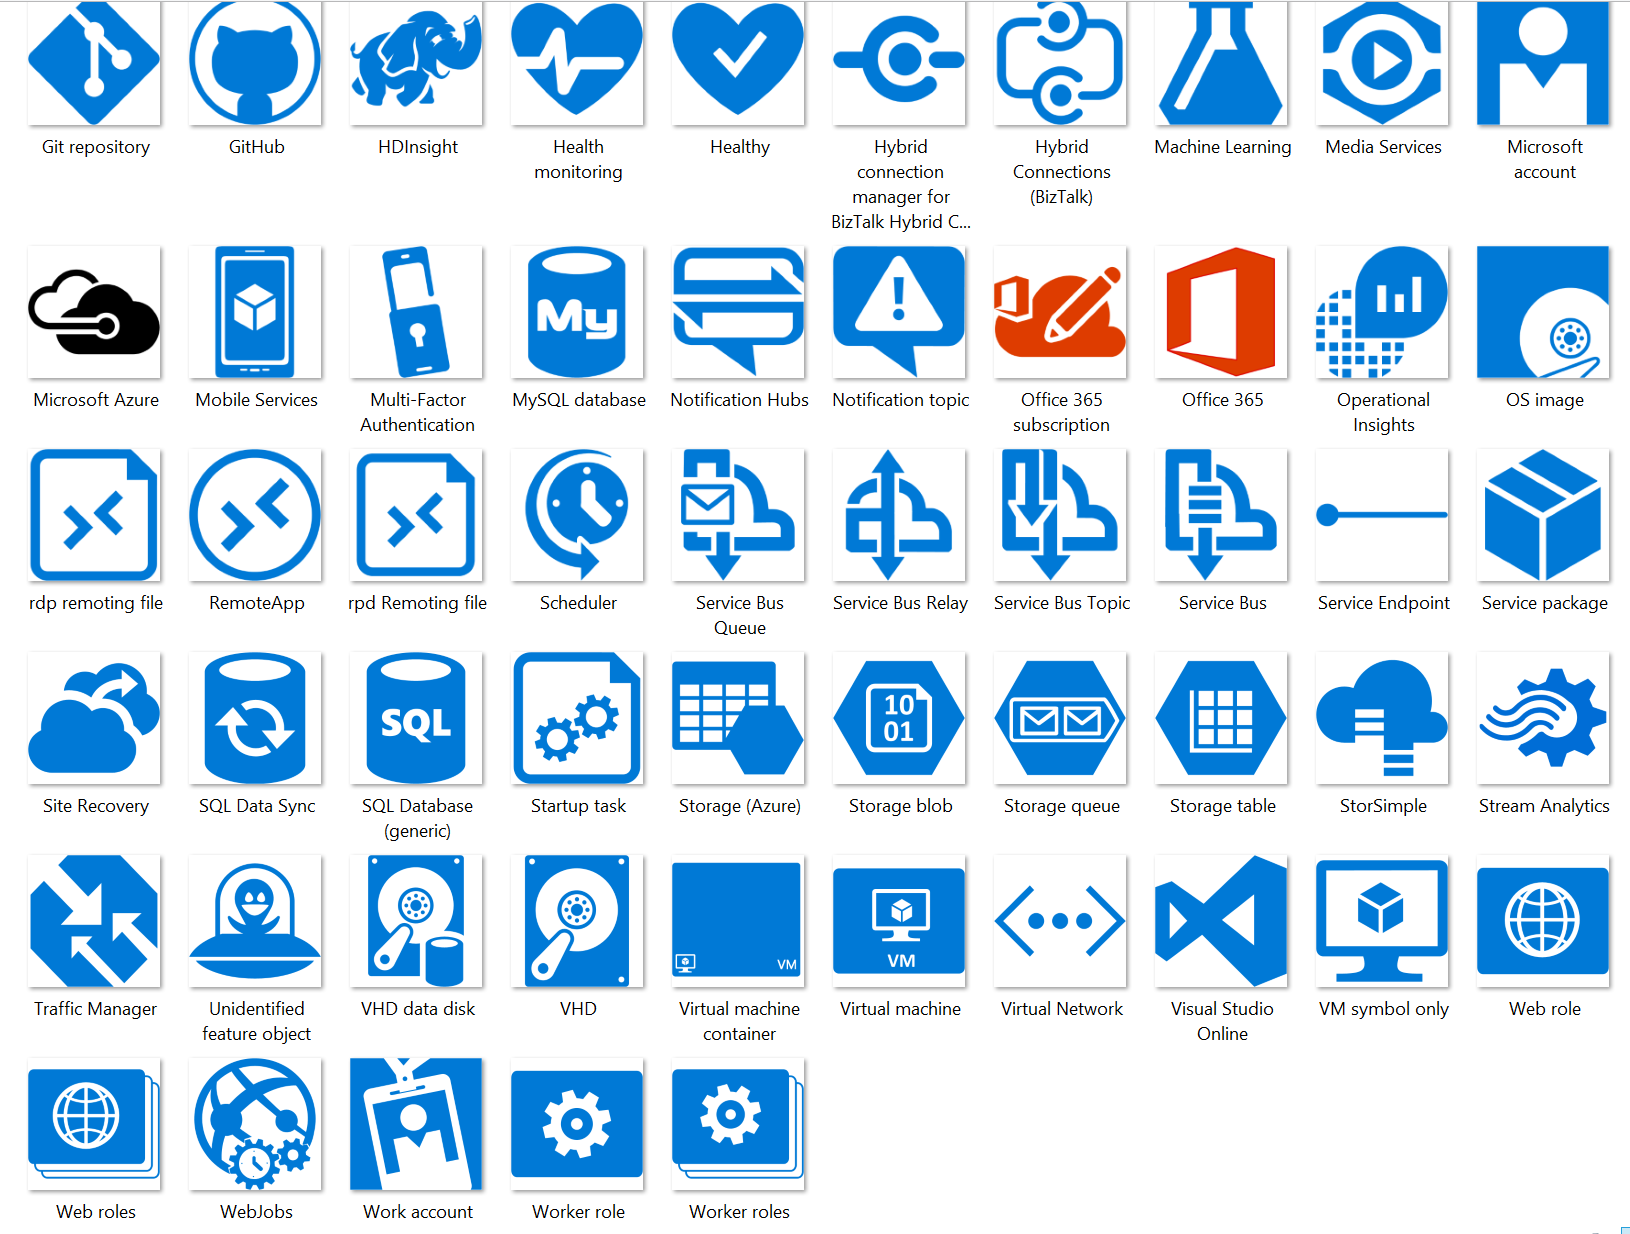 Git repository
GitHub
HDInsight
Health
monitoring
Healthy
Hybrid
connection
manager for
BizTalk Hybrid C...
Hybrid
Connections
(BizTalk)
Machine Learning
Media Services
Microsoft
account
Microsoft Azure
Mobile Services
Multi-Factor
Authentication
My
MySQL database
Notification Hubs
!
Notification topic
Office 365
subscription
Office 365
Operational
Insights
OS image
rdp remoting file
RemoteApp
rpd Remoting file
Scheduler
Service Bus
Queue
Service Bus Relay
Service Bus Topic
Service Bus
Service Endpoint
Service package
Site Recovery
SQL Data Sync
SQL
SQL Database
(generic)
Startup task
Storage (Azure)
10
01
Storage blob
Storage queue
Storage table
StorSimple
Stream Analytics
Traffic Manager
Unidentified
feature object
VHD data disk
VHD
VM
Virtual machine
container
VM
Virtual machine
Virtual Network
Visual Studio
Online
VM symbol only
Web role
Web roles
WebJobs
Work account
Worker role
Worker roles